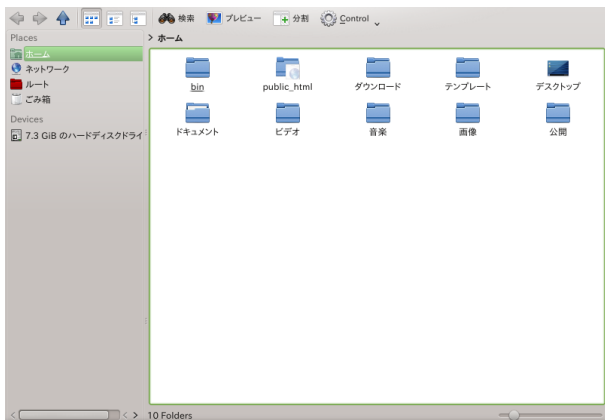 検索 プレビュー 分割 Control
Places
> ホーム
ホーム
ネットワーク
ルート
ごみ箱
Devices
7.3 GiB のハードディスクドライ
bin public_html ダウンロード テンプレート デスクトップ
ドキュメント ビデオ 音楽 画像 公開
10 Folders